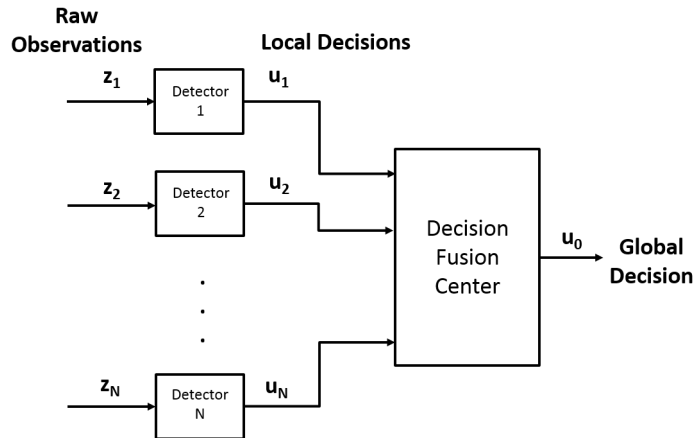 Raw
Observations
Local Decisions
z1
Detector
1
u1
z2
Detector
2
u2
Decision
Fusion
Center
u0
Global
Decision
.
.
.
zN
Detector
N
uN